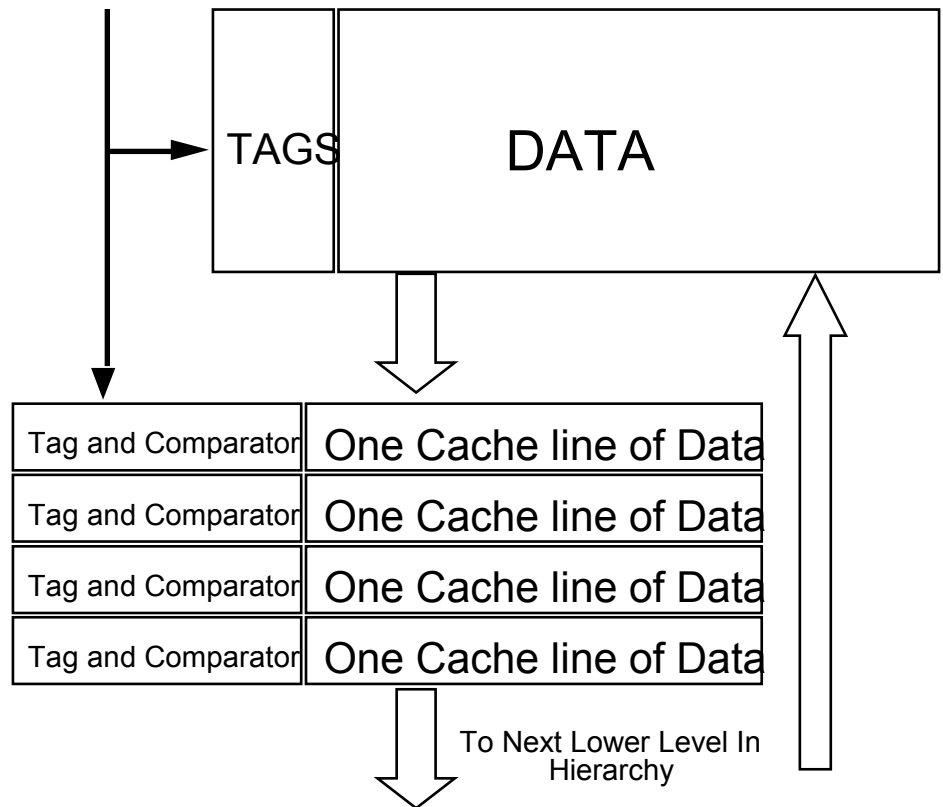 TAGS
DATA
Tag and Comparator
One Cache line of Data
Tag and Comparator
One Cache line of Data
Tag and Comparator
One Cache line of Data
Tag and Comparator
One Cache line of Data
To Next Lower Level In
Hierarchy